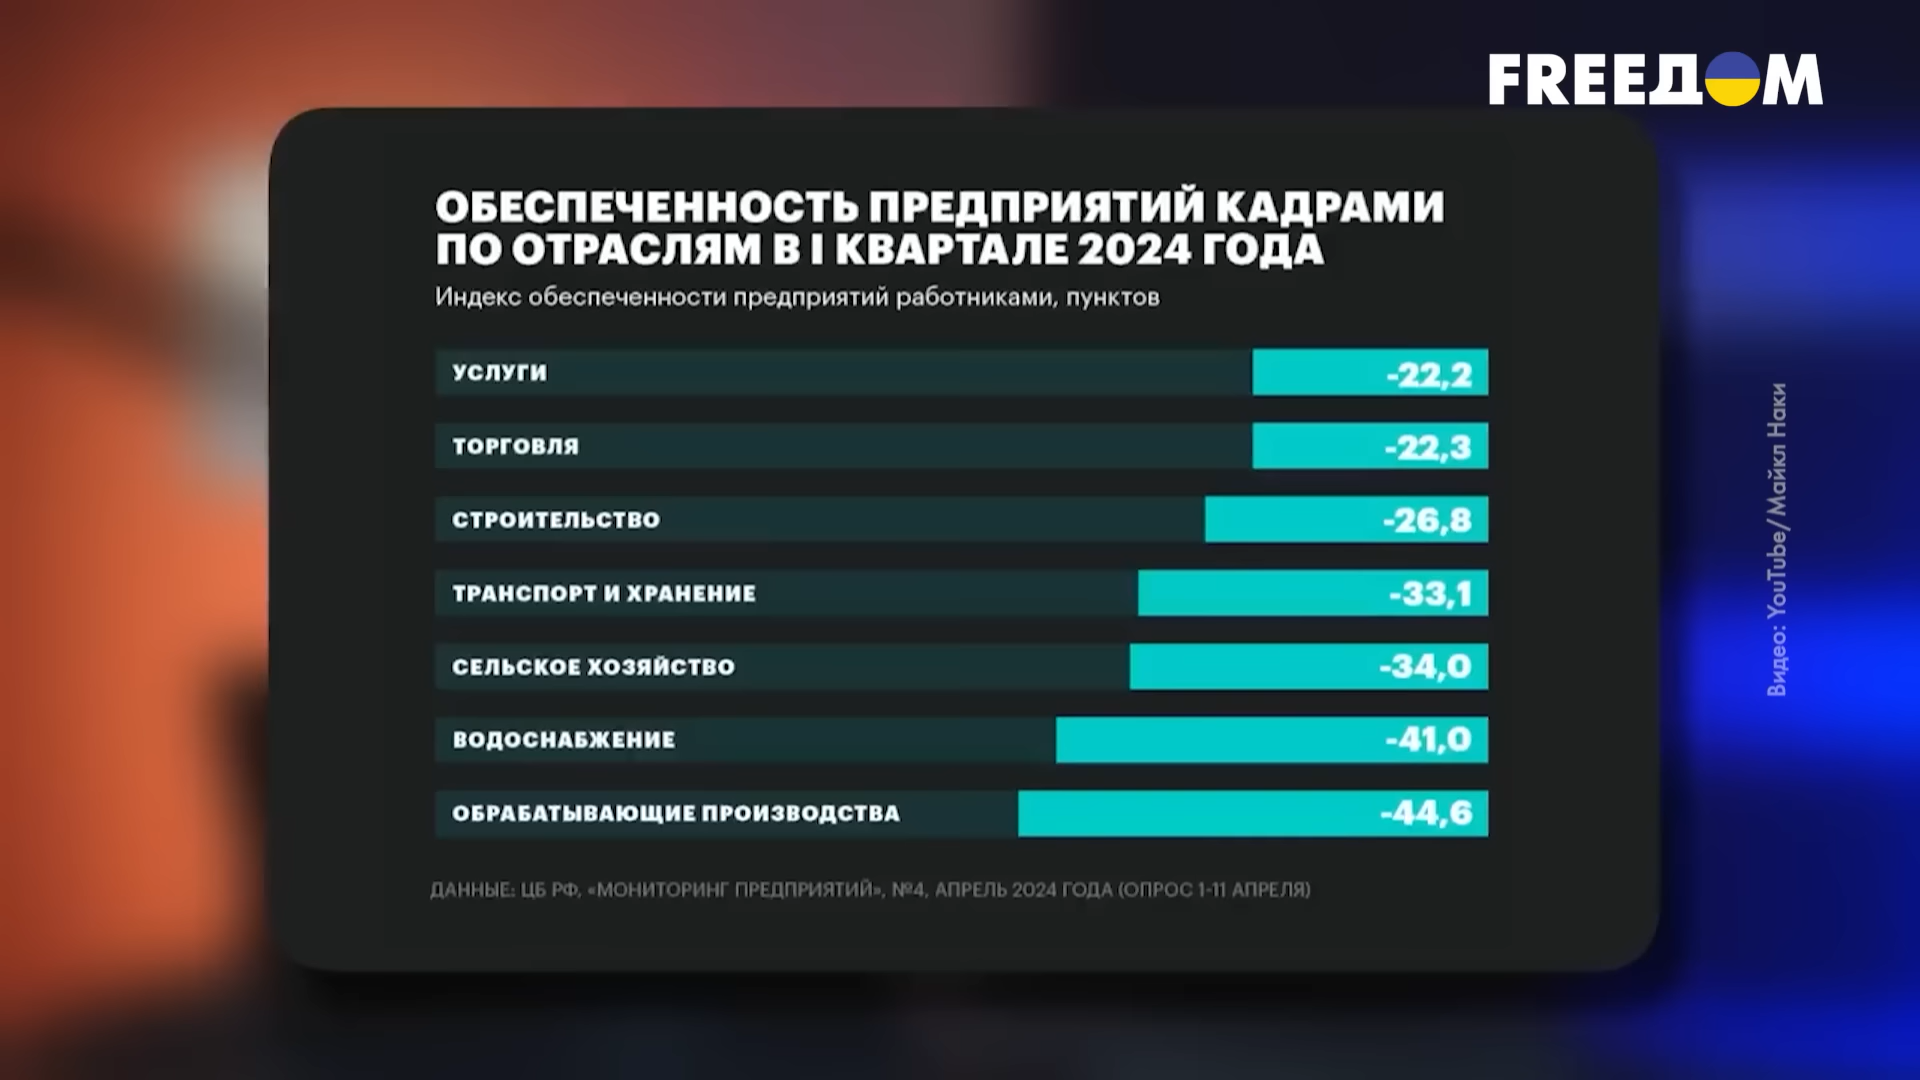 FREEДОМ
ОБЕСПЕЧЕННОСТЬ ПРЕДПРИЯТИЙ КАДРАМИ
ПО ОТРАСЛЯМ В I КВАРТАЛЕ 2024 ГОДА
Индекс обеспеченности предприятий работниками, пунктов
УСЛУГИ -22,2
ТОРГОВЛЯ -22,3
СТРОИТЕЛЬСТВО -26,8
ТРАНСПОРТ И ХРАНЕНИЕ -33,1
СЕЛЬСКОЕ ХОЗЯЙСТВО -34,0
ВОДОСНАБЖЕНИЕ -41,0
ОБРАБАТЫВАЮЩИЕ ПРОИЗВОДСТВА -44,6
ДАННЫЕ: ЦБ РФ, «МОНИТОРИНГ ПРЕДПРИЯТИЙ», №4, АПРЕЛЬ 2024 ГОДА (ОПРОС 1-11 АПРЕЛЯ)
Видео: YouTube/Майкл Наки